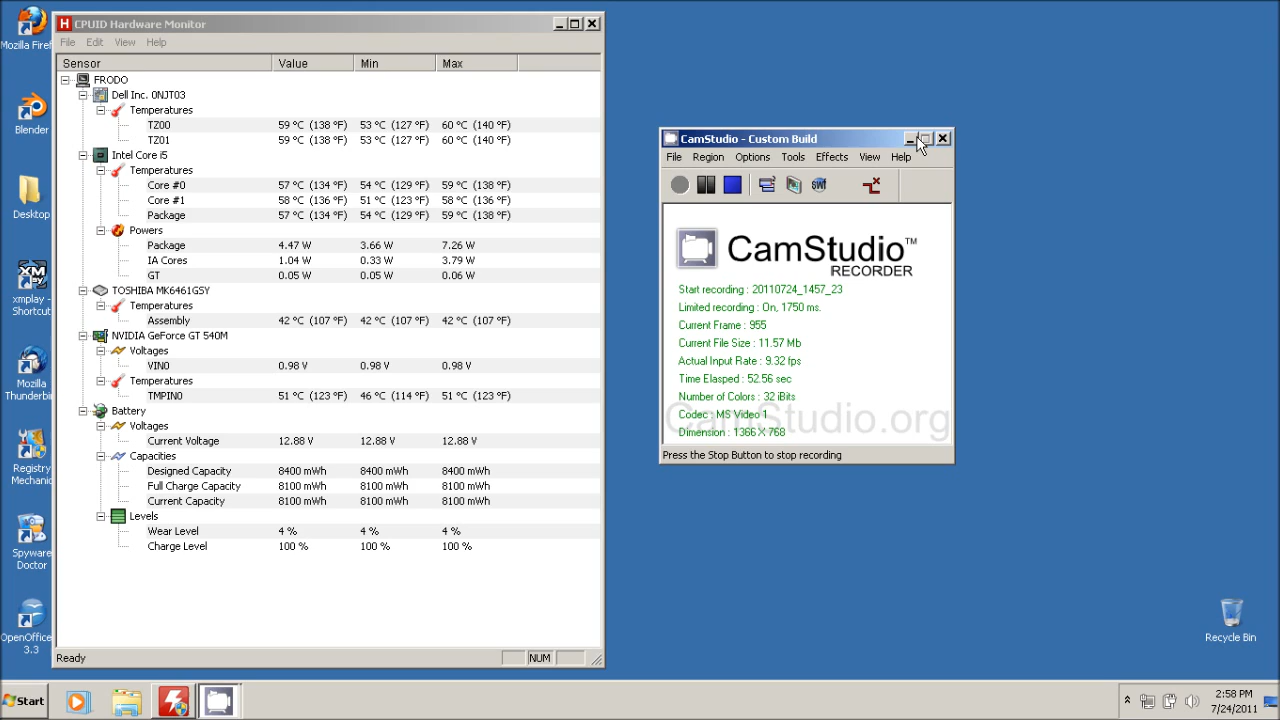 Mozilla Firef
Blender
Desktop
xmplay -
Shortcut
Mozilla
Thunderbir
Registry
Mechanic
Spyware
Doctor
OpenOffice
3.3
CPUID Hardware Monitor
File Edit View Help
Sensor Value Min Max
FRODO
Dell Inc. 0NJT03
Temperatures
TZ00 59 °C (138 °F) 53 °C (127 °F) 60 °C (140 °F)
TZ01 59 °C (138 °F) 53 °C (127 °F) 60 °C (140 °F)
Intel Core i5
Temperatures
Core #0 57 °C (134 °F) 54 °C (129 °F) 59 °C (138 °F)
Core #1 58 °C (136 °F) 51 °C (123 °F) 58 °C (136 °F)
Package 57 °C (134 °F) 54 °C (129 °F) 59 °C (138 °F)
Powers
Package 4.47 W 3.66 W 7.26 W
IA Cores 1.04 W 0.33 W 3.79 W
GT 0.05 W 0.05 W 0.06 W
TOSHIBA MK6461GSY
Temperatures
Assembly 42 °C (107 °F) 42 °C (107 °F) 42 °C (107 °F)
NVIDIA GeForce GT 540M
Voltages
VIN0 0.98 V 0.98 V 0.98 V
Temperatures
TMPIN0 51 °C (123 °F) 46 °C (114 °F) 51 °C (123 °F)
Battery
Voltages
Current Voltage 12.88 V 12.88 V 12.88 V
Capacities
Designed Capacity 8400 mWh 8400 mWh 8400 mWh
Full Charge Capacity 8100 mWh 8100 mWh 8100 mWh
Current Capacity 8100 mWh 8100 mWh 8100 mWh
Levels
Wear Level 4 % 4 % 4 %
Charge Level 100 % 100 % 100 %
Ready NUM
CamStudio - Custom Build
File Region Options Tools Effects View Help
SWF
CamStudio™
RECORDER
Start recording : 20110724_1457_23
Limited recording : On, 1750 ms.
Current Frame : 955
Current File Size : 11.57 Mb
Actual Input Rate : 9.32 fps
Time Elasped : 52.56 sec
Number of Colors : 32 iBits
Codec : MS Video 1
CamStudio.org
Dimension : 1366 X 768
Press the Stop Button to stop recording
Recycle Bin
Start
2:58 PM
7/24/2011